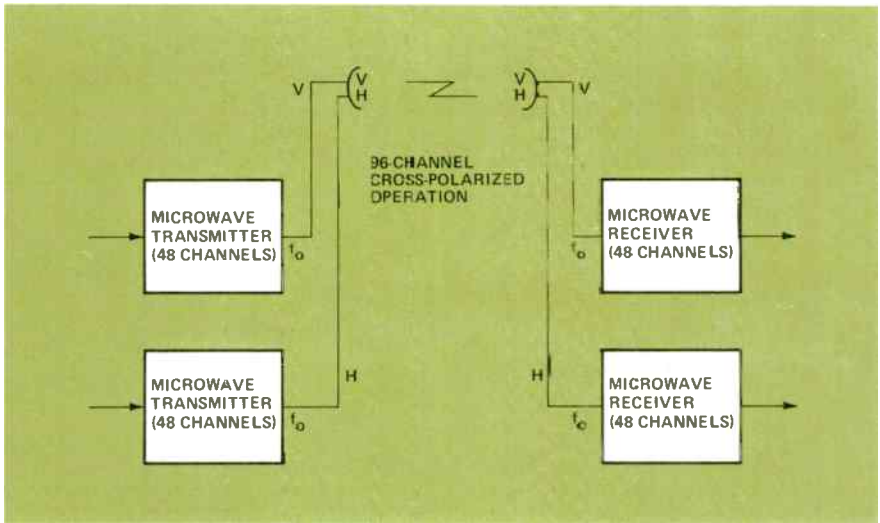 V
V
H
V
H
V
96-CHANNEL
CROSS-POLARIZED
OPERATION
MICROWAVE
TRANSMITTER
(48 CHANNELS)
fo
MICROWAVE
RECEIVER
(48 CHANNELS)
fo
MICROWAVE
TRANSMITTER
(48 CHANNELS)
fo
H
MICROWAVE
RECEIVER
(48 CHANNELS)
fo
H